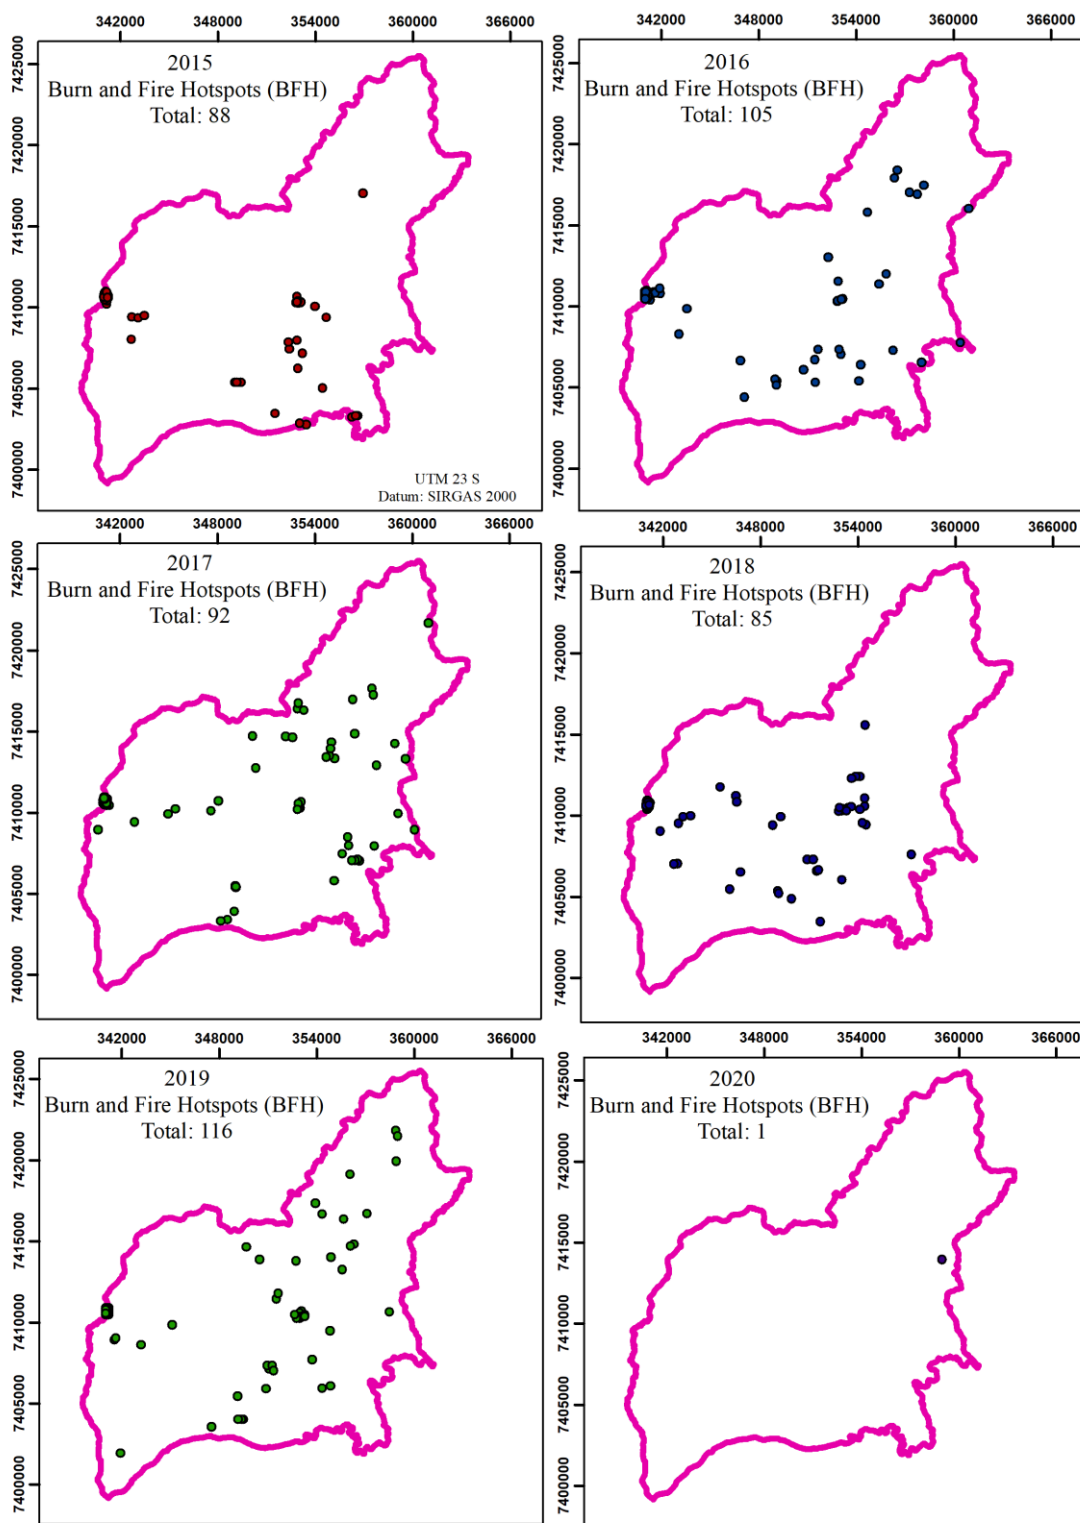 342000 348000 354000 360000 366000
7425000
7420000
7415000
7410000
7405000
7400000
2015
Burn and Fire Hotspots (BFH)
Total: 88
UTM 23 S
Datum: SIRGAS 2000
342000 348000 354000 360000 366000
7425000
7420000
7415000
7410000
7405000
7400000
2016
Burn and Fire Hotspots (BFH)
Total: 105
342000 348000 354000 360000
7425000
7420000
7415000
7410000
7405000
7400000
2017
Burn and Fire Hotspots (BFH)
Total: 92
342000 348000 354000 360000 366000
7425000
7420000
7415000
7410000
7405000
7400000
2018
Burn and Fire Hotspots (BFH)
Total: 85
342000 348000 354000 360000 366000
7425000
7420000
7415000
7410000
7405000
7400000
2019
Burn and Fire Hotspots (BFH)
Total: 116
342000 348000 354000 360000 366000
7425000
7420000
7415000
7410000
7405000
7400000
2020
Burn and Fire Hotspots (BFH)
Total: 1